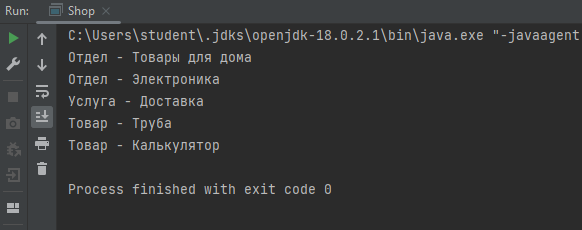 Run: Shop
C:\Users\student\.jdks\openjdk-18.0.2.1\bin\java.exe "-javaagent
Отдел - Товары для дома
Отдел - Электроника
Услуга - Доставка
Товар - Труба
Товар - Калькулятор
Process finished with exit code 0